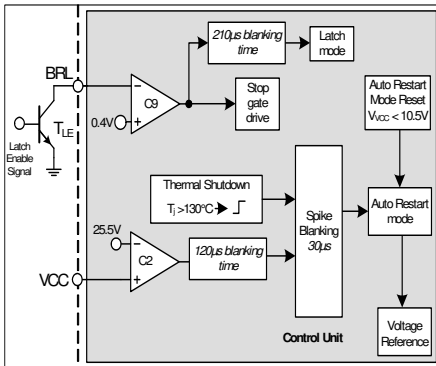 210µs blanking
time
Latch
mode
BRL
C9
-
+
0.4V
TLE
Latch
Enable
Signal
Stop
gate
drive
Auto Restart
Mode Reset
VVCC < 10.5V
Thermal Shutdown
Tj >130°C
Spike
Blanking
30µs
Auto Restart
mode
25.5V
-
+
C2
120µs blanking
time
VCC
Voltage
Reference
Control Unit